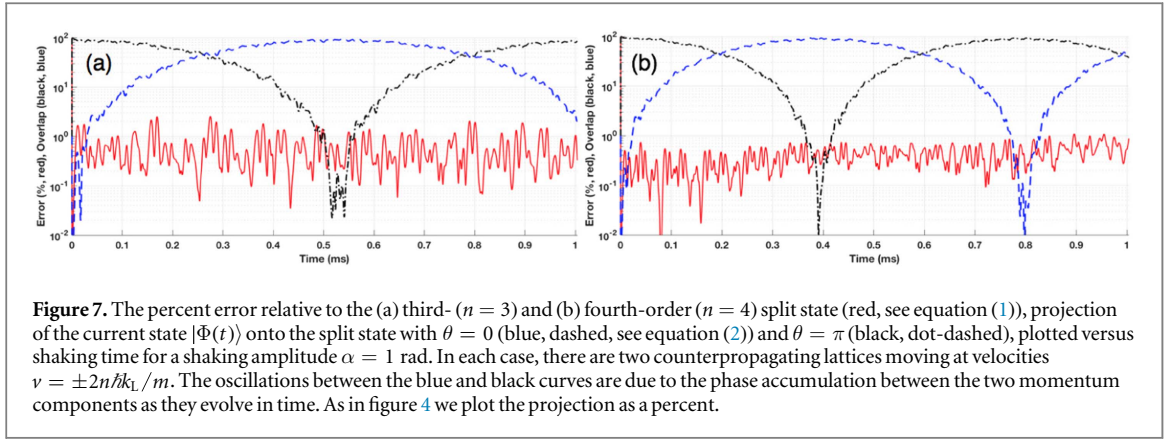 (a)
Error (%, red), Overlap (black, blue)
10²
10¹
10⁰
10⁻¹
10⁻²
0 0.1 0.2 0.3 0.4 0.5 0.6 0.7 0.8 0.9 1
Time (ms)
(b)
Error (%, red), Overlap (black, blue)
10²
10¹
10⁰
10⁻¹
10⁻²
0 0.1 0.2 0.3 0.4 0.5 0.6 0.7 0.8 0.9 1
Time (ms)
Figure 7. The percent error relative to the (a) third- (n = 3) and (b) fourth-order (n = 4) split state (red, see equation (1)), projection
of the current state |Φ(t)⟩ onto the split state with θ = 0 (blue, dashed, see equation (2)) and θ = π (black, dot-dashed), plotted versus
shaking time for a shaking amplitude α = 1 rad. In each case, there are two counterpropagating lattices moving at velocities
v = ±2nℏk_L/m. The oscillations between the blue and black curves are due to the phase accumulation between the two momentum
components as they evolve in time. As in figure 4 we plot the projection as a percent.